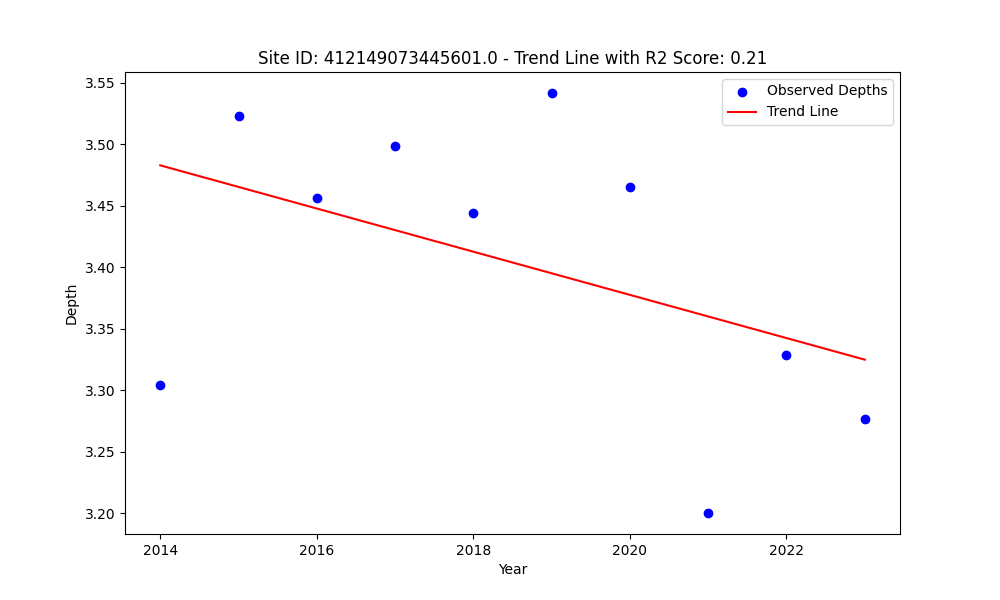 Site ID: 412149073445601.0 - Trend Line with R2 Score: 0.21
Observed Depths
Trend Line
3.55
3.50
3.45
3.40
3.35
3.30
3.25
3.20
Depth
2014
2016
2018
2020
2022
Year